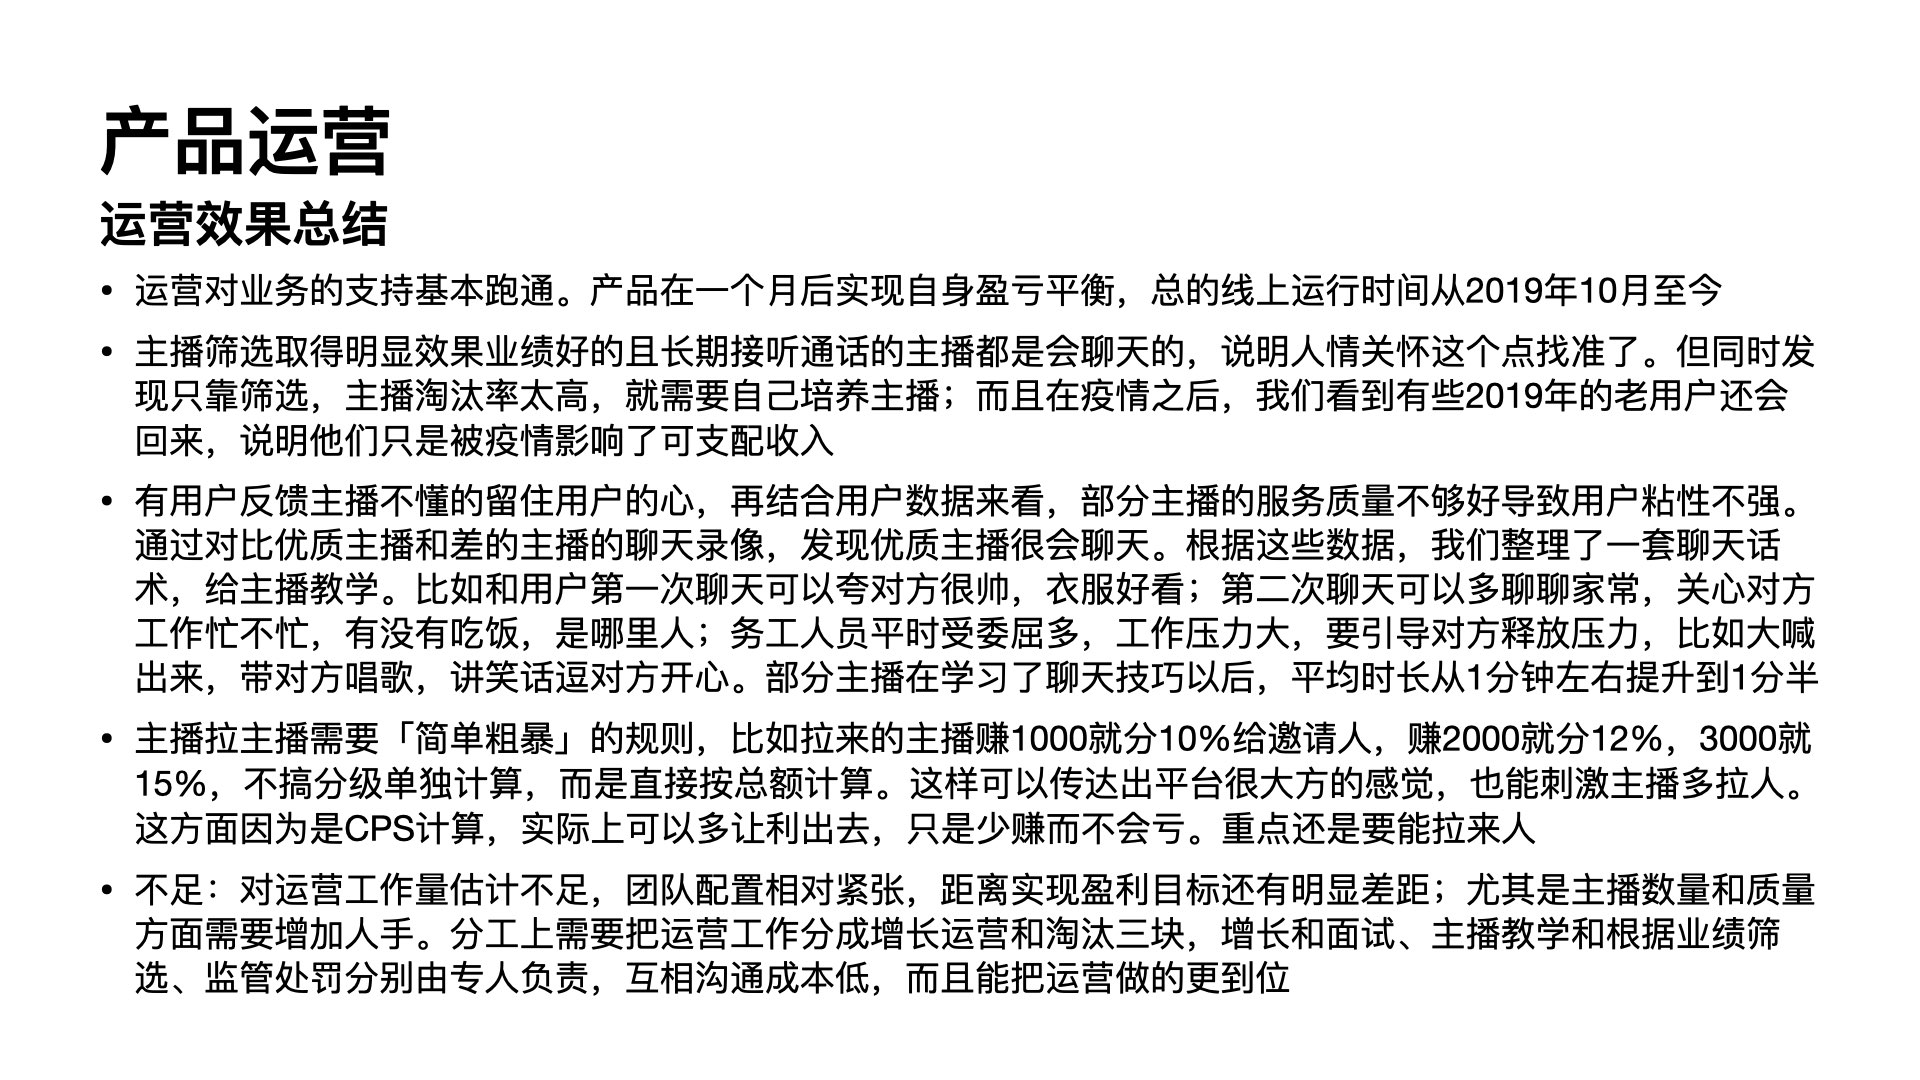 产品运营
运营效果总结
• 运营对业务的支持基本跑通。产品在一个月后实现自身盈亏平衡，总的线上运行时间从2019年10月至今
• 主播筛选取得明显效果业绩好的且长期接听通话的主播都是会聊天的，说明人情关怀这个点找准了。但同时发
现只靠筛选，主播淘汰率太高，就需要自己培养主播；而且在疫情之后，我们看到有些2019年的老用户还会
回来，说明他们只是被疫情影响了可支配收入
• 有用户反馈主播不懂的留住用户的心，再结合用户数据来看，部分主播的服务质量不够好导致用户粘性不强。
通过对比优质主播和差的主播的聊天录像，发现优质主播很会聊天。根据这些数据，我们整理了一套聊天话
术，给主播教学。比如和用户第一次聊天可以夸对方很帅，衣服好看；第二次聊天可以多聊聊家常，关心对方
工作忙不忙，有没有吃饭，是哪里人；务工人员平时受委屈多，工作压力大，要引导对方释放压力，比如大喊
出来，带对方唱歌，讲笑话逗对方开心。部分主播在学习了聊天技巧以后，平均时长从1分钟左右提升到1分半
• 主播拉主播需要「简单粗暴」的规则，比如拉来的主播赚1000就分10%给邀请人，赚2000就分12%，3000就
15%，不搞分级单独计算，而是直接按总额计算。这样可以传达出平台很大方的感觉，也能刺激主播多拉人。
这方面因为是CPS计算，实际上可以多让利出去，只是少赚而不会亏。重点还是要能拉来人
• 不足：对运营工作量估计不足，团队配置相对紧张，距离实现盈利目标还有明显差距；尤其是主播数量和质量
方面需要增加人手。分工上需要把运营工作分成增长运营和淘汰三块，增长和面试、主播教学和根据业绩筛
选、监管处罚分别由专人负责，互相沟通成本低，而且能把运营做的更到位